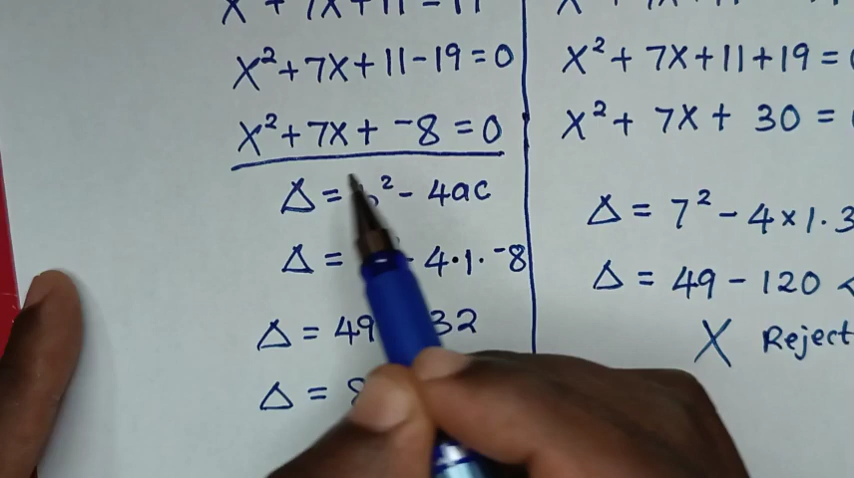 x² + 7x + 11 - 19 = 0
x² + 7x + ⁻8 = 0
Δ = ² - 4ac
Δ = - 4·1·⁻8
Δ = 49 32
Δ = 8
x² + 7x + 11 + 19 =
x² + 7x + 30 =
Δ = 7² - 4×1·3
Δ = 49 - 120 <
X Reject